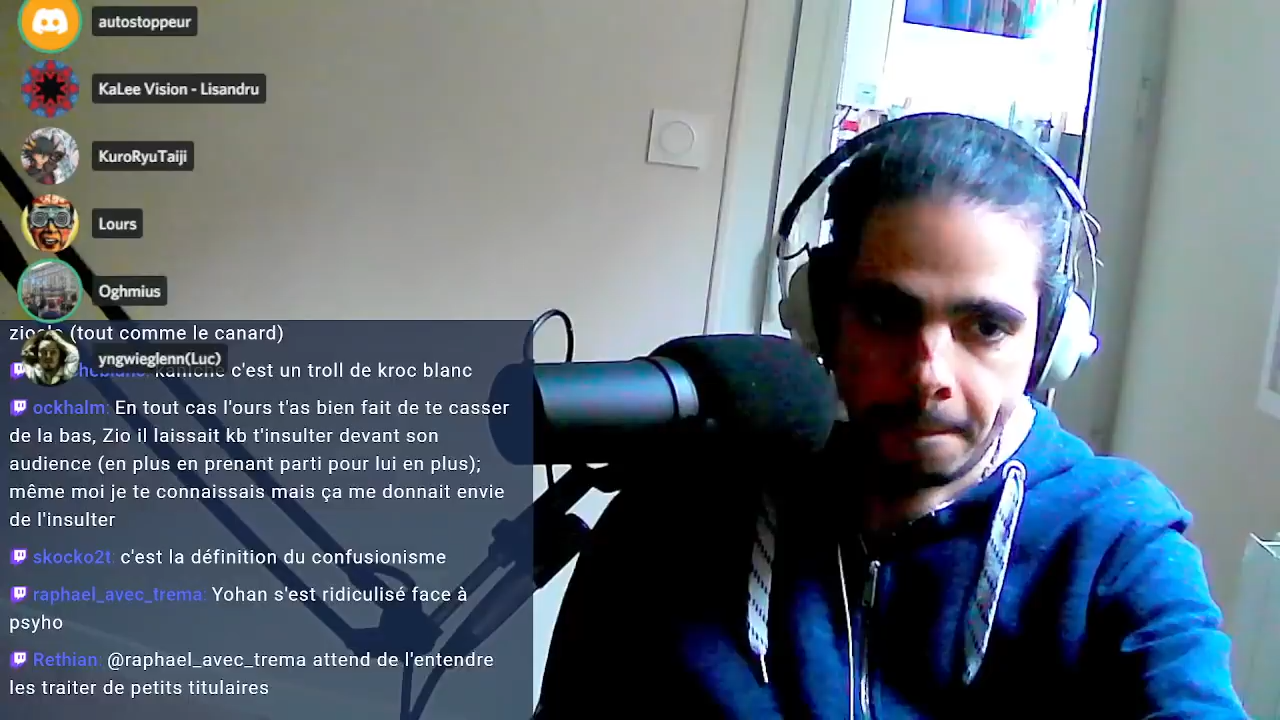 autostoppeur
KaLee Vision - Lisandru
KuroRyuTaiji
Lours
Oghmius
(tout comme le canard)
yngwieglenn(Luc)
c'est un troll de kroc blanc
ockhalm: En tout cas l'ours t'as bien fait de te casser
de la bas, Zio il laissait kb t'insulter devant son
audience (en plus en prenant parti pour lui en plus);
même moi je te connaissais mais ça me donnait envie
de l'insulter
skocko2t: c'est la définition du confusionisme
raphael_avec_trema: Yohan s'est ridiculisé face à
psyho
Rethian: @raphael_avec_trema attend de l'entendre
les traiter de petits titulaires